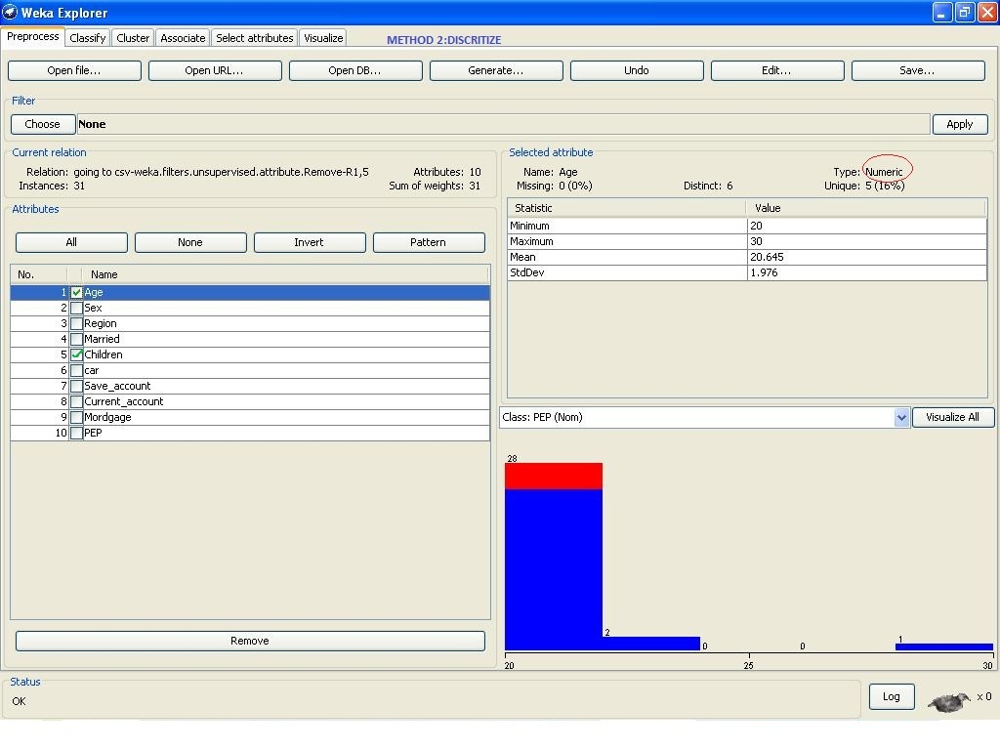 Weka Explorer
Preprocess Classify Cluster Associate Select attributes Visualize METHOD 2:DISCRITIZE
Open file... Open URL... Open DB... Generate... Undo Edit... Save...
Filter
Choose None Apply
Current relation
Relation: going to csv-weka.filters.unsupervised.attribute.Remove-R1,5 Attributes: 10
Instances: 31 Sum of weights: 31
Attributes
All None Invert Pattern
No. Name
1 Age
2 Sex
3 Region
4 Married
5 Children
6 car
7 Save_account
8 Current_account
9 Mordgage
10 PEP
Remove
Selected attribute
Name: Age Type: Numeric
Missing: 0 (0%) Distinct: 6 Unique: 5 (16%)
Statistic Value
Minimum 20
Maximum 30
Mean 20.645
StdDev 1.976
Class: PEP (Nom) Visualize All
28
2
0
0
1
20 25 30
Status
OK
Log x 0